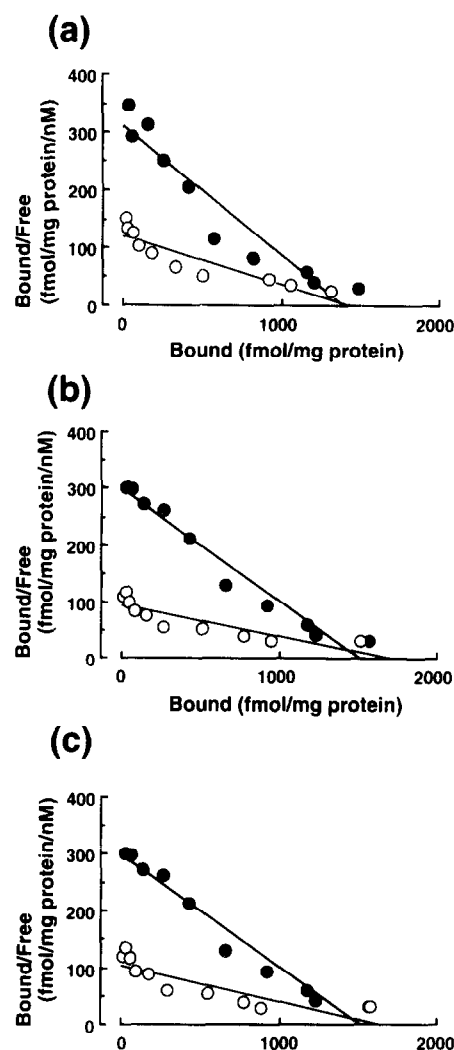 (a)
400
300
200
100
0
Bound/Free
(fmol/mg protein/nM)
0 1000 2000
Bound (fmol/mg protein)
(b)
400
300
200
100
0
Bound/Free
(fmol/mg protein/nM)
0 1000 2000
Bound (fmol/mg protein)
(c)
400
300
200
100
0
Bound/Free
(fmol/mg protein/nM)
0 1000 2000